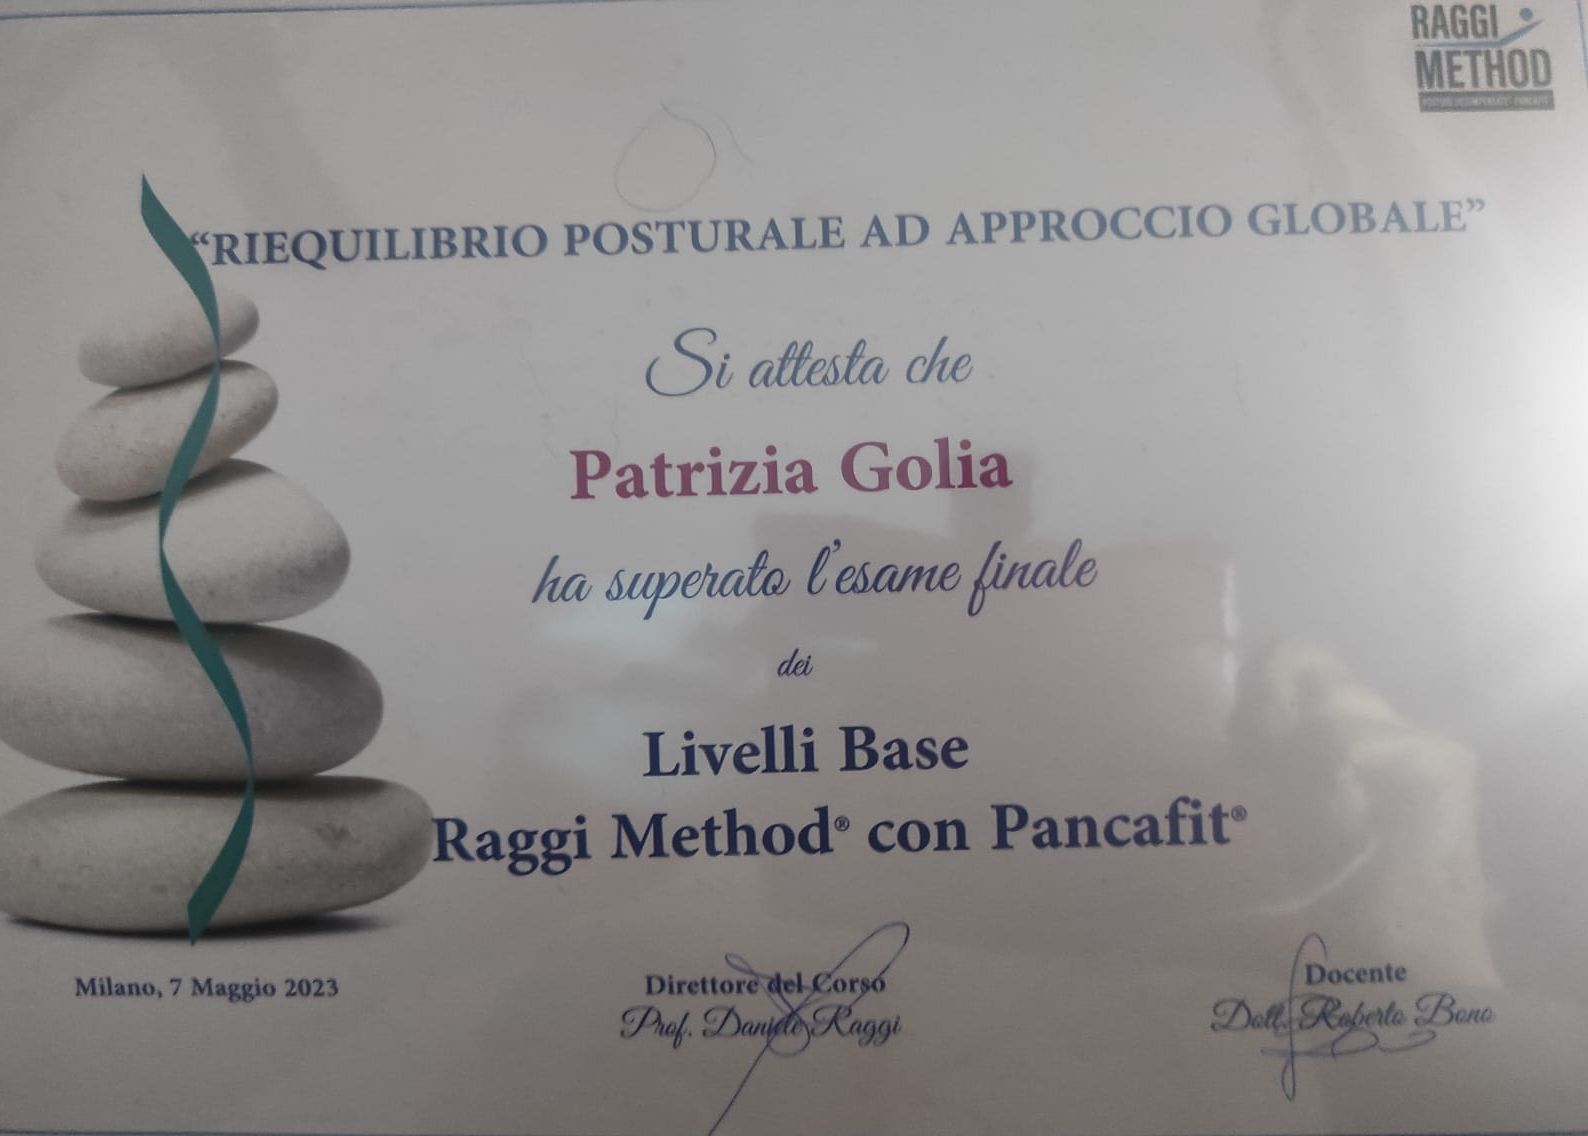 RAGGI
METHOD
“RIEQUILIBRIO POSTURALE AD APPROCCIO GLOBALE”
Si attesta che
Patrizia Golia
ha superato l'esame finale
dei
Livelli Base
Raggi Method® con Pancafit®
Milano, 7 Maggio 2023
Direttore del Corso
Prof. Daniele Raggi
Docente
Dott. Roberto Bono